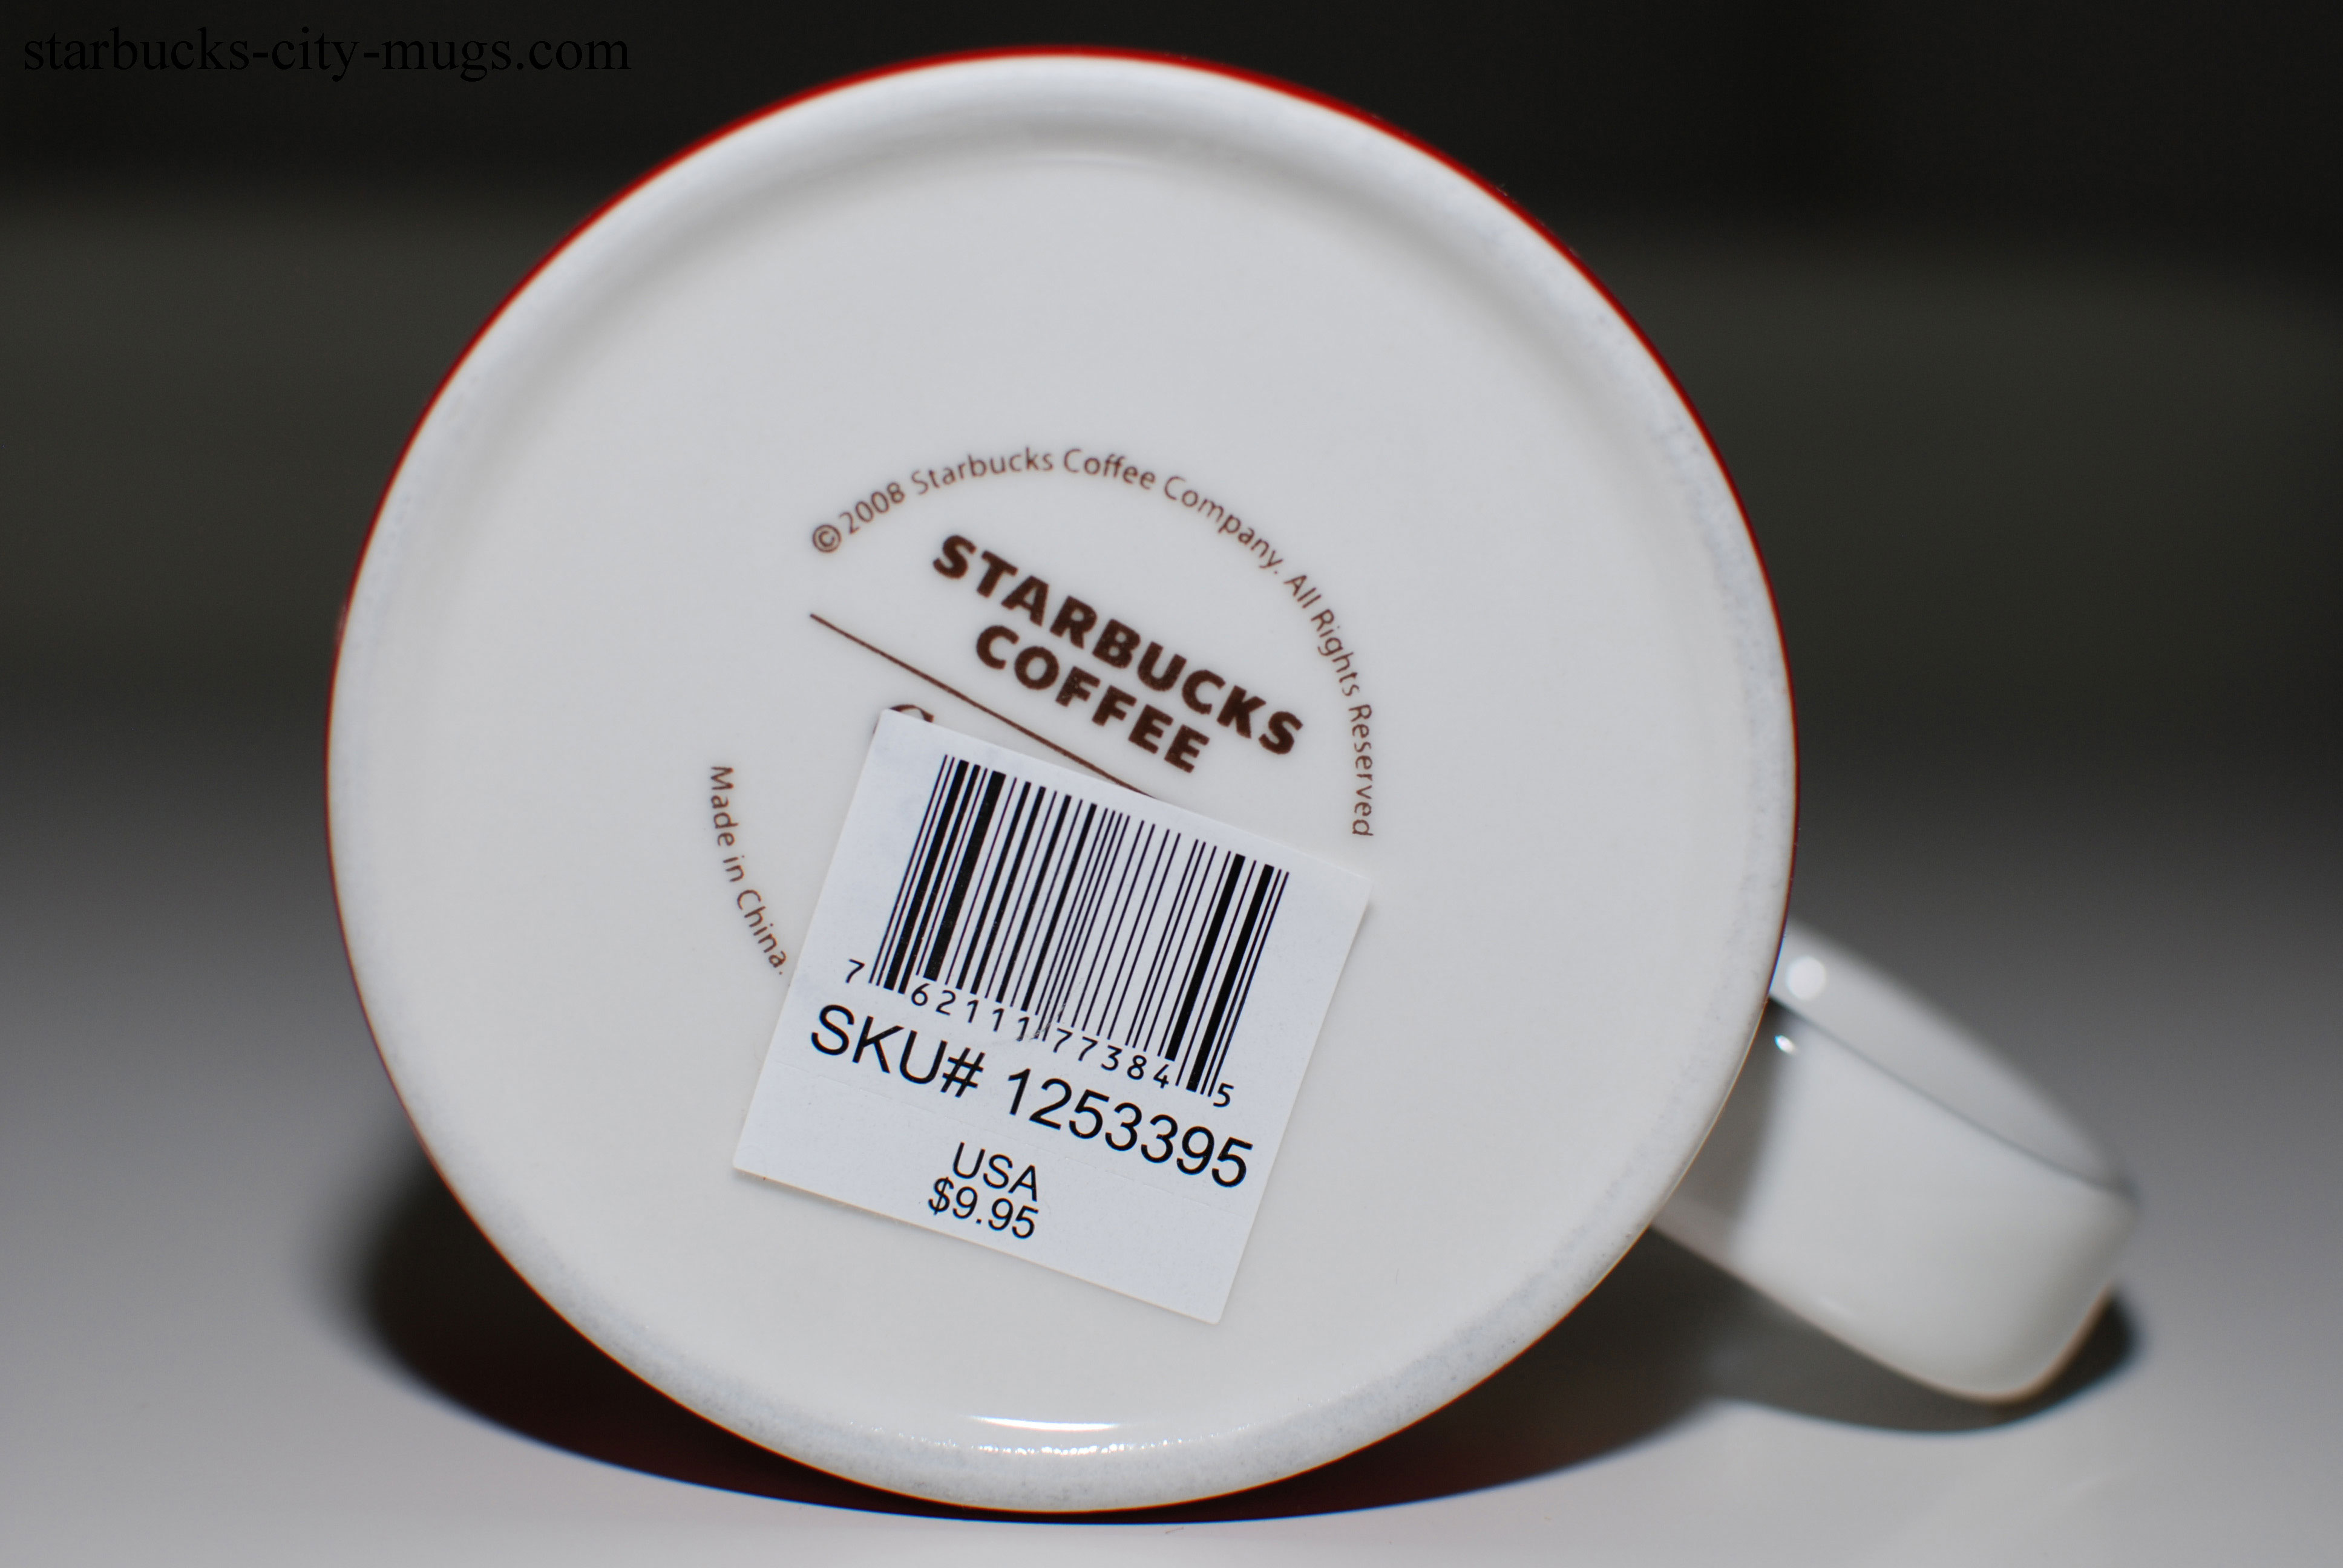 starbucks-city-mugs.com
©2008 Starbucks Coffee Company. All Rights Reserved
STARBUCKS
COFFEE
Made in China.
7 62111 77384 5
SKU# 1253395
USA
$9.95